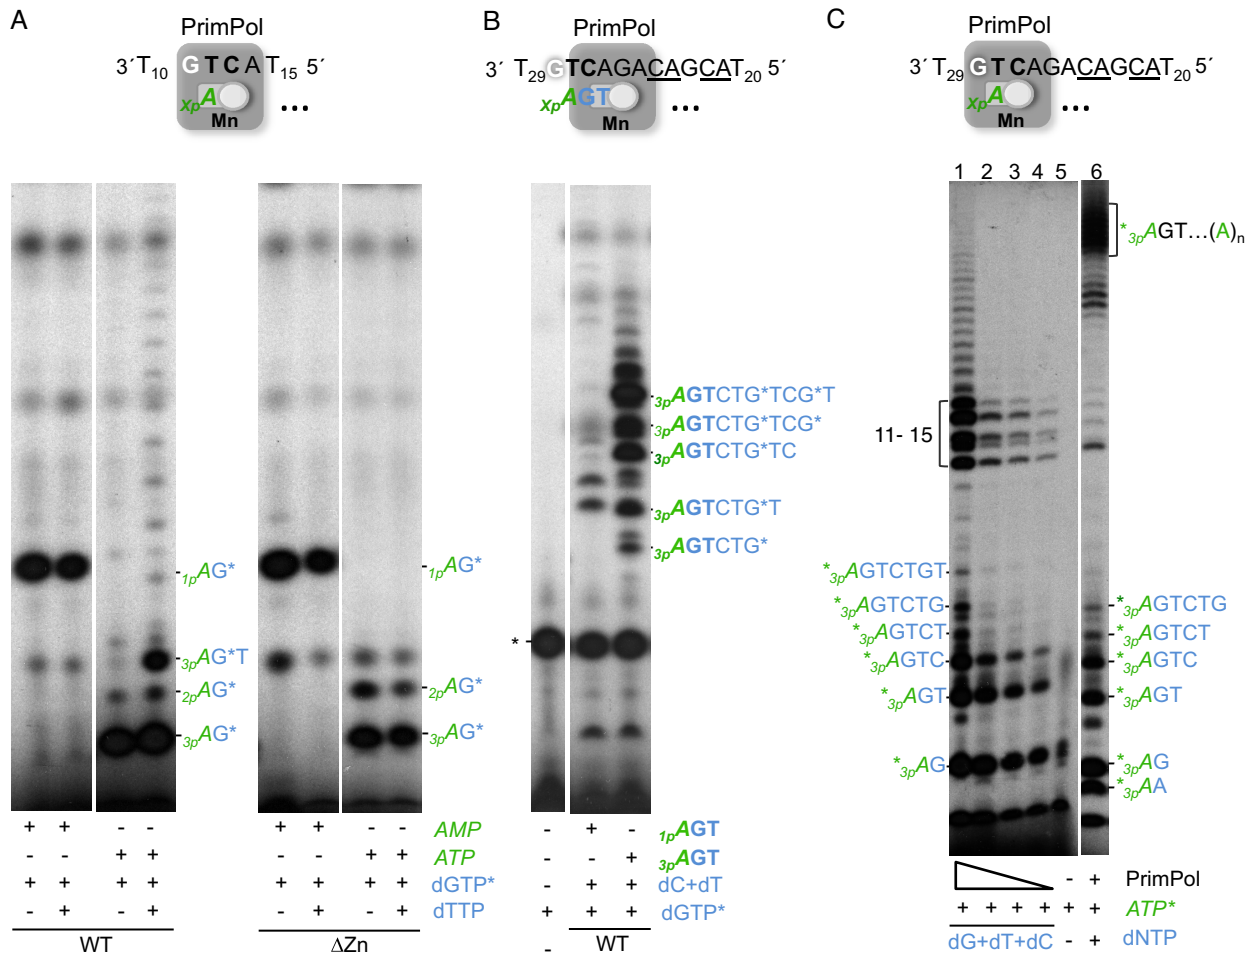 A
PrimPol
3´ T10 G T C A T15 5´
XpA
Mn
...
1pAG*
3pAG*T
2pAG*
3pAG*
1pAG*
2pAG*
3pAG*
+ + - - + + - - AMP
- - + + - - + + ATP
+ + + + + + + + dGTP*
- + - + - + - + dTTP
WT
ΔZn
B
PrimPol
3´ T29GTCAGACAGCAT20 5´
XpAGT
Mn
...
3pAGTCTG*TCG*T
3pAGTCTG*TCG*
3pAGTCTG*TC
3pAGTCTG*T
3pAGTCTG*
*
- + - 1pAGT
- - + 3pAGT
- + + dC+dT
+ + + dGTP*
- WT
C
PrimPol
3´ T29 G T CAGACAGCAT20 5´
XpA
Mn
...
1 2 3 4 5 6
*3pAGT...(A)n
11- 15
*3pAGTCTGT
*3pAGTCTG
*3pAGTCT
*3pAGTC
*3pAGT
*3pAG
*3pAGTCTG
*3pAGTCT
*3pAGTC
*3pAGT
*3pAG
*3pAA
- + PrimPol
+ + + + + + ATP*
dG+dT+dC - + dNTP